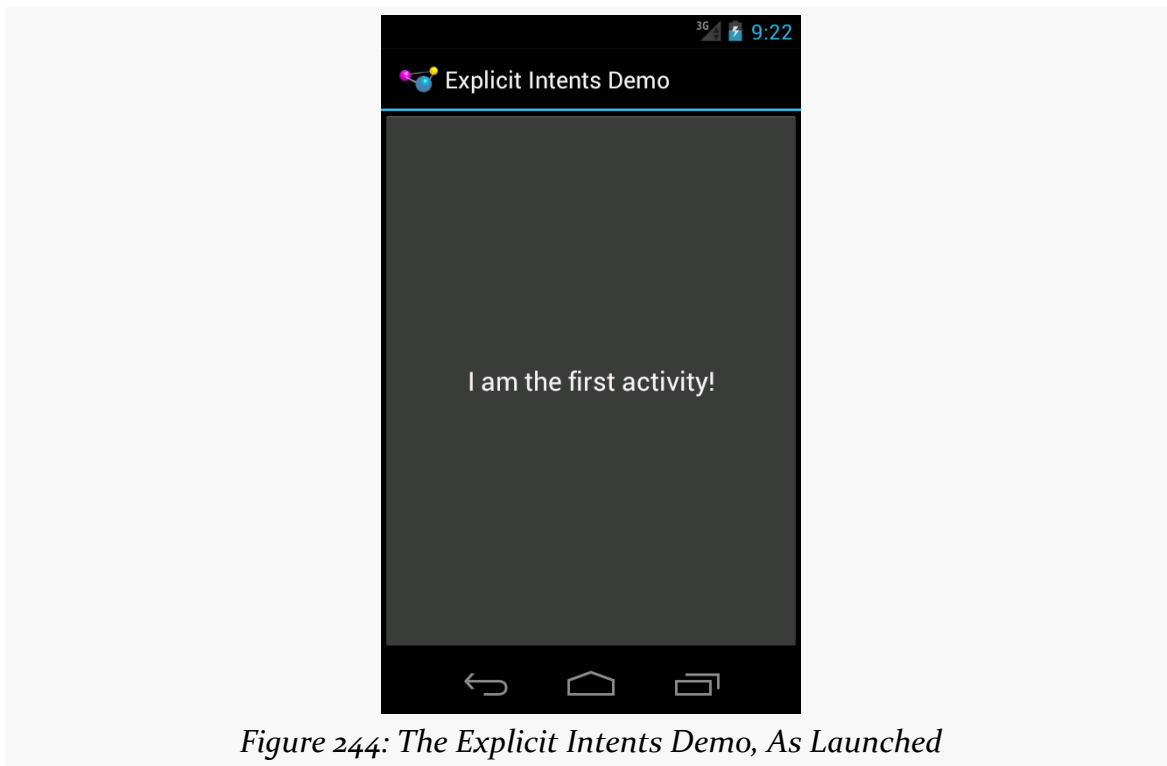 3G 9:22
Explicit Intents Demo
I am the first activity!
Figure 244: The Explicit Intents Demo, As Launched